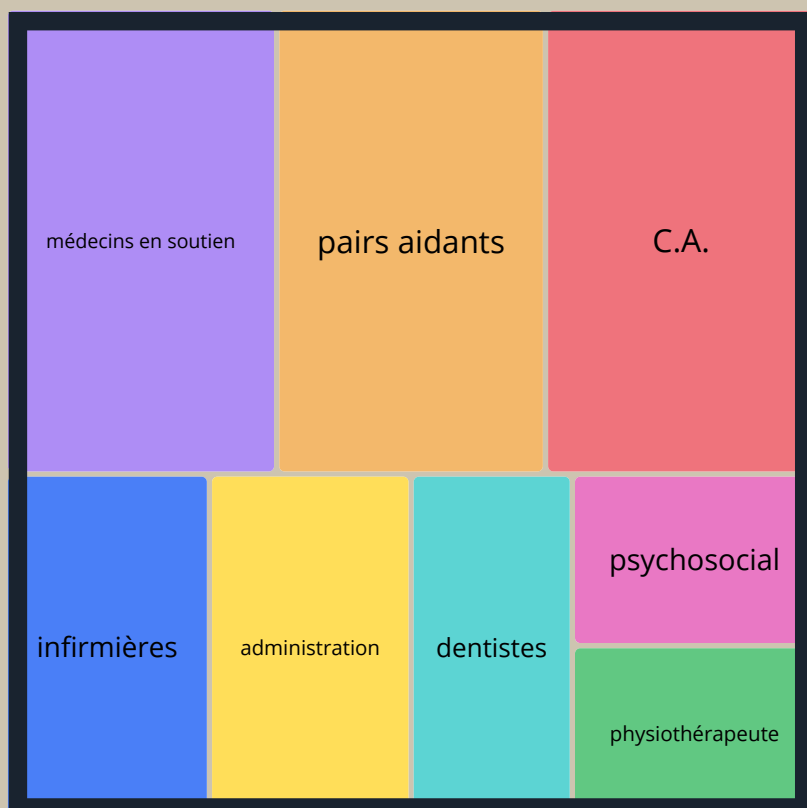 médecins en soutien
pairs aidants
C.A.
infirmières
administration
dentistes
psychosocial
physiothérapeute